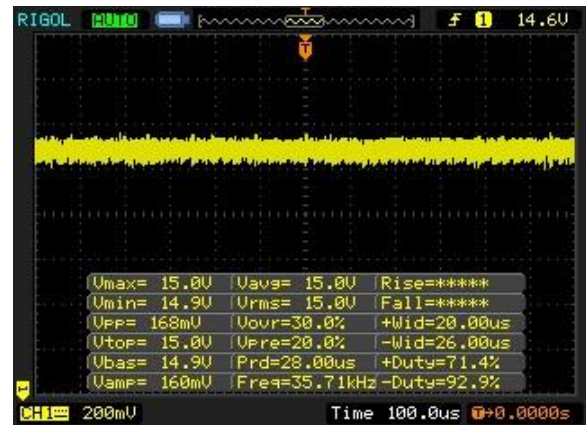 RIGOL AUTO T f 1 14.6V
T
Vmax= 15.0V Vavg= 15.0V Rise=*****
Vmin= 14.9V Vrms= 15.0V Fall=*****
Vpp= 168mV Vovr=30.0% +Wid=20.00us
Vtop= 15.0V Vpre=20.0% -Wid=26.00us
Vbas= 14.9V Prd=28.00us +Duty=71.4%
Vamp= 160mV Freq=35.71kHz -Duty=92.9%
1
CH1 200mV Time 100.0us T→0.0000s